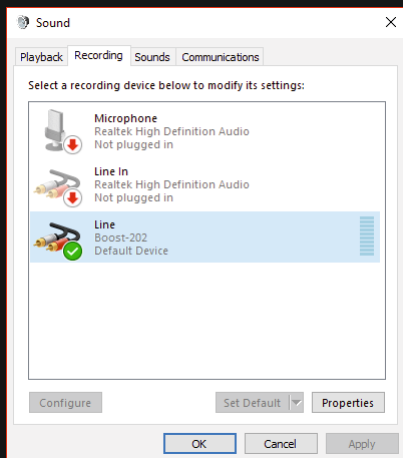 Sound
Playback Recording Sounds Communications
Select a recording device below to modify its settings:
Microphone
Realtek High Definition Audio
Not plugged in
Line In
Realtek High Definition Audio
Not plugged in
Line
Boost-202
Default Device
Configure Set Default Properties
OK Cancel Apply